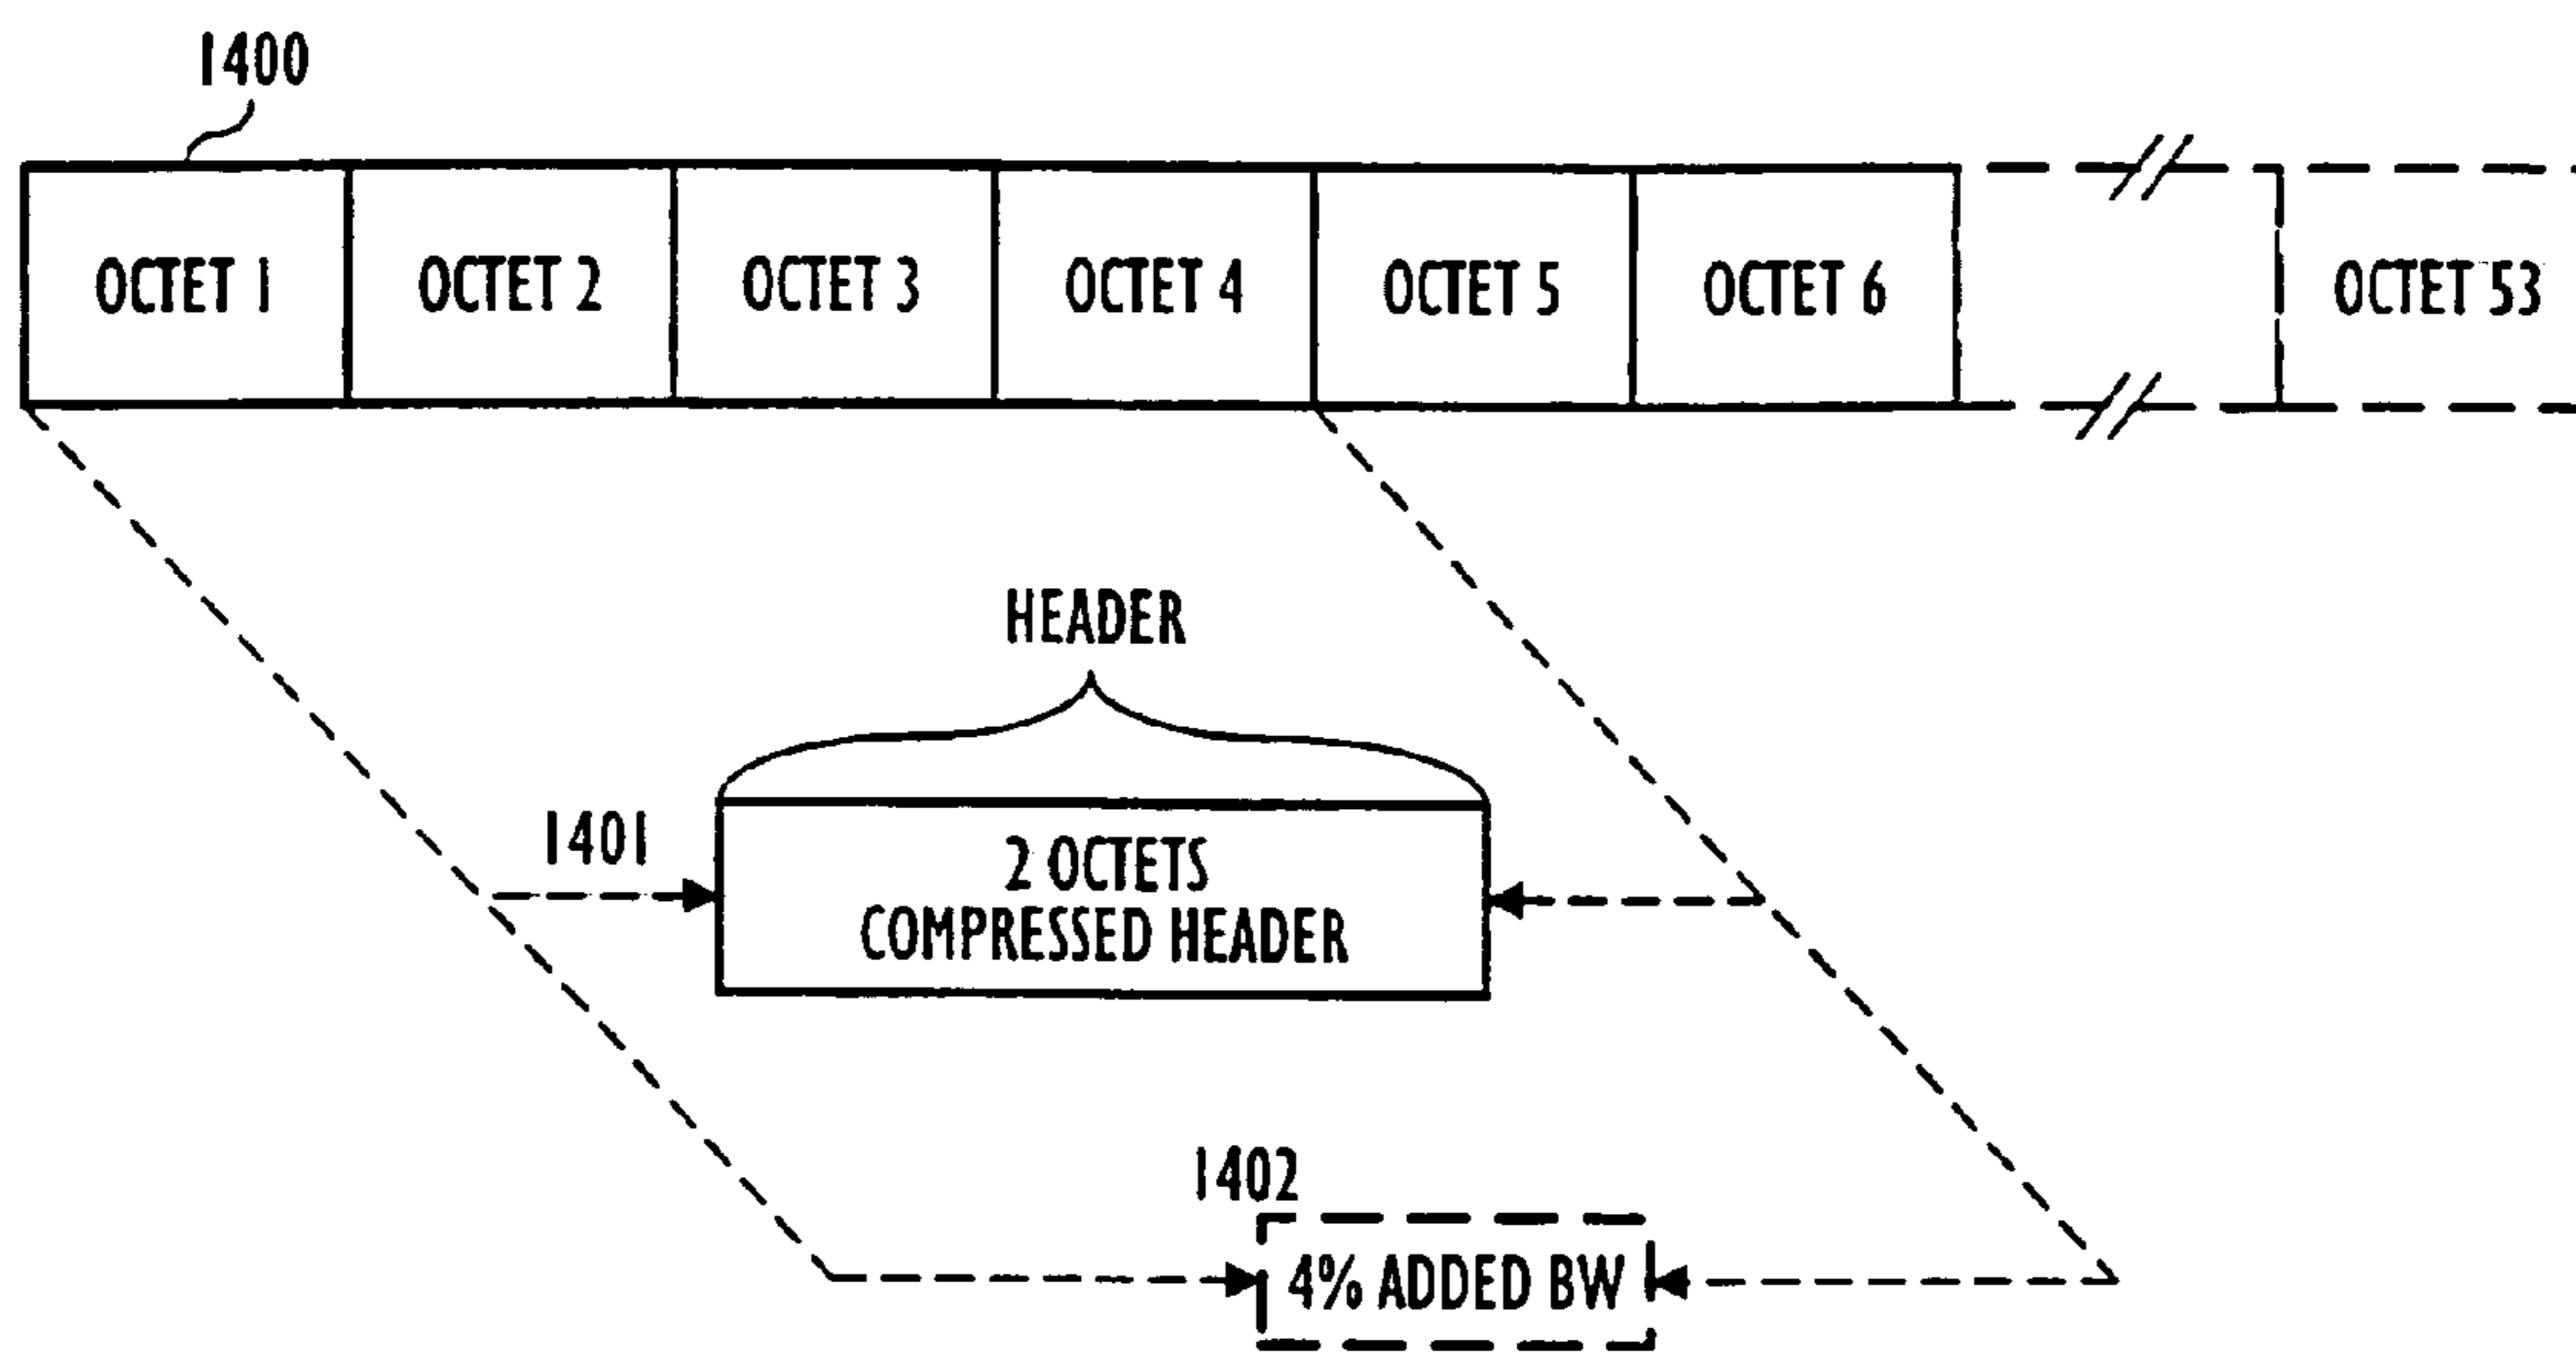 1400
OCTET 1
OCTET 2
OCTET 3
OCTET 4
OCTET 5
OCTET 6
OCTET 53
HEADER
1401
2 OCTETS
COMPRESSED HEADER
1402
4% ADDED BW